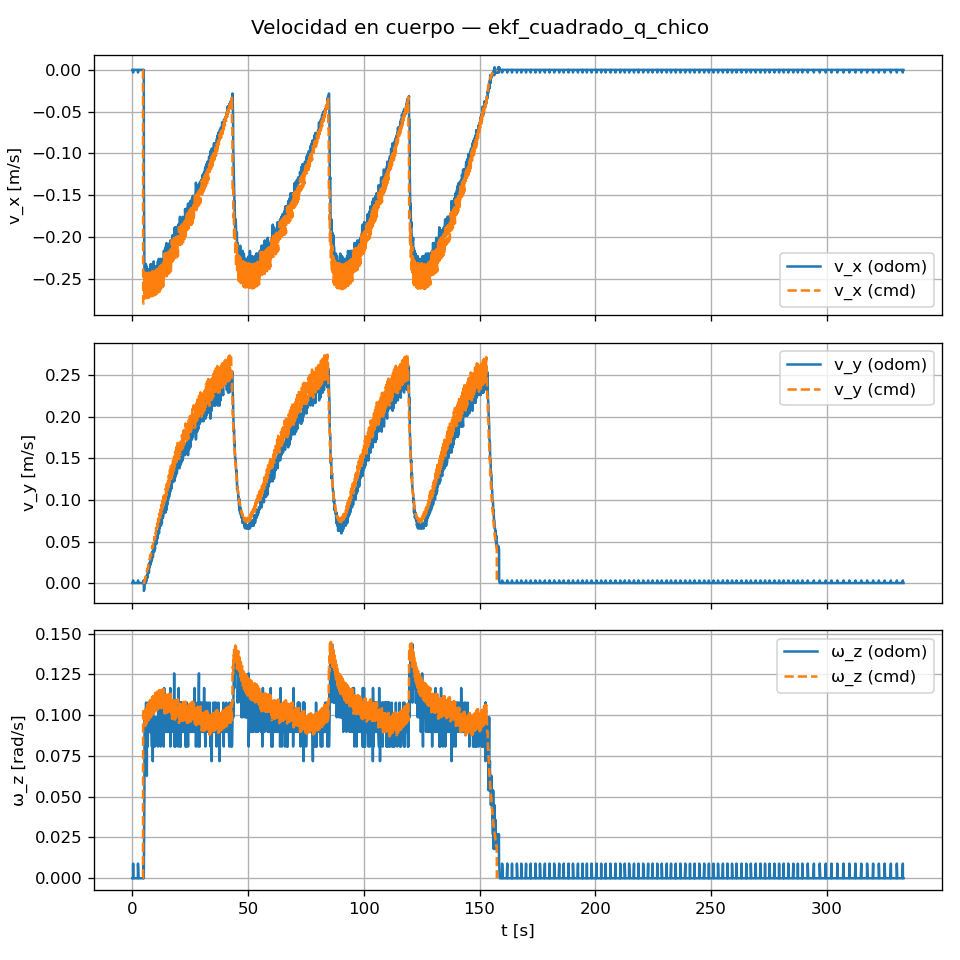 Velocidad en cuerpo — ekf_cuadrado_q_chico
0.00
−0.05
−0.10
−0.15
−0.20
−0.25
v_x [m/s]
v_x (odom)
v_x (cmd)
0.25
0.20
0.15
0.10
0.05
0.00
v_y [m/s]
v_y (odom)
v_y (cmd)
0.150
0.125
0.100
0.075
0.050
0.025
0.000
ω_z [rad/s]
ω_z (odom)
ω_z (cmd)
0 50 100 150 200 250 300
t [s]